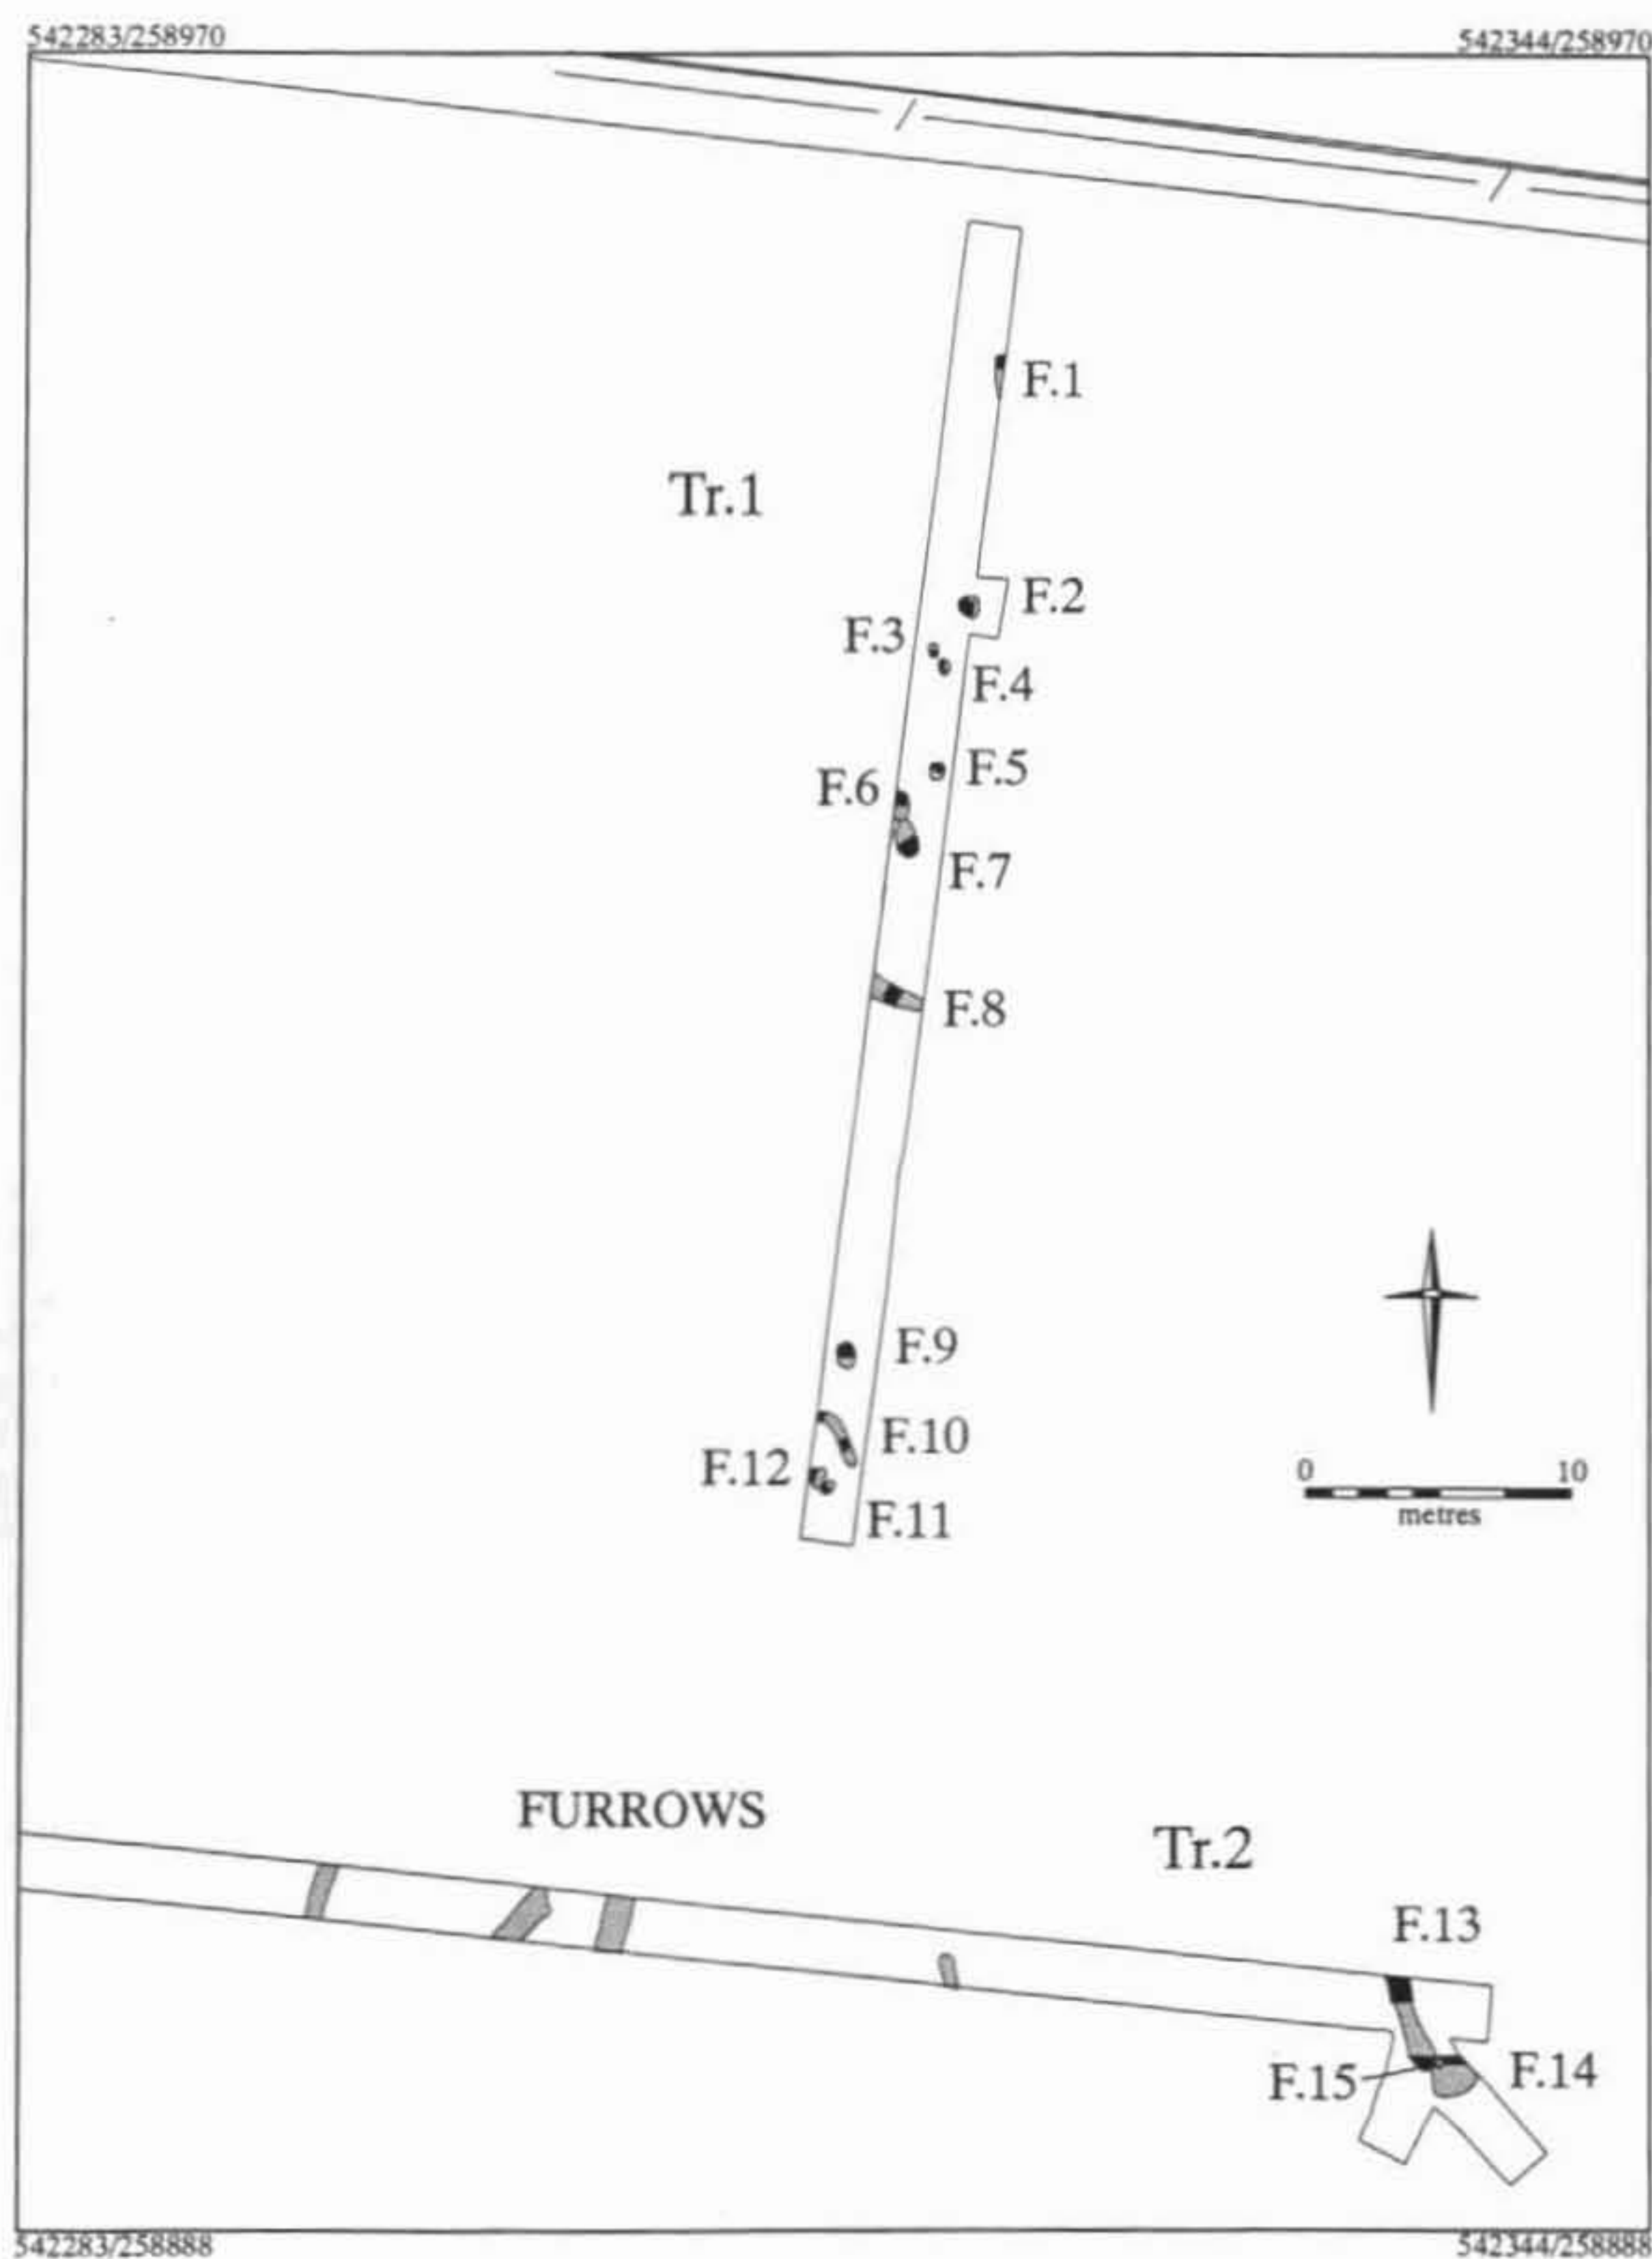 542283/258970
542344/258970
F.1
Tr.1
F.2
F.3
F.4
F.5
F.6
F.7
F.8
F.9
F.10
F.12
F.11
0 10
metres
FURROWS
Tr.2
F.13
F.15
F.14
542283/258888
542344/258888